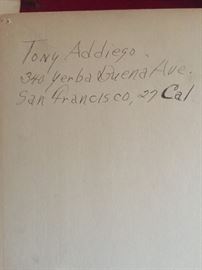 Tony Addiego.
340 Yerba Buena Ave.
San Francisco, 27 Cal